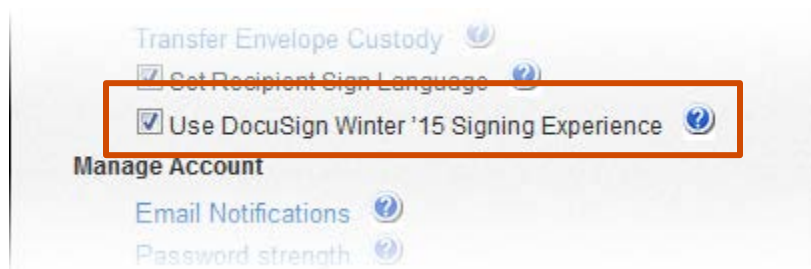 Transfer Envelope Custody
Set Recipient Sign Language
Use DocuSign Winter '15 Signing Experience
Manage Account
Email Notifications
Password strength